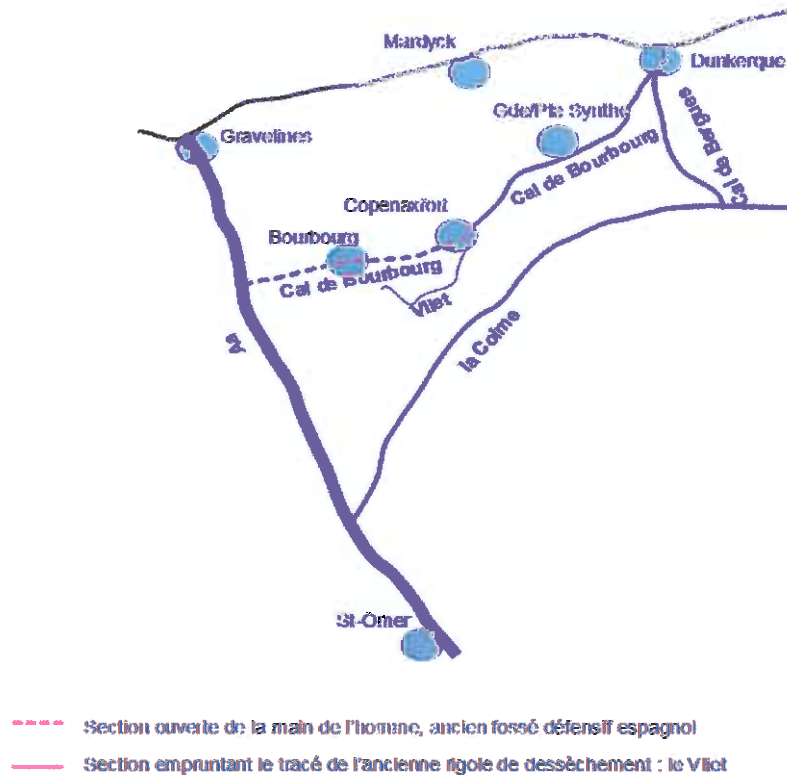 Mardyck
Dunkerque
Gde/Pte Synthe
Gravelines
Cal de Bergues
Cal de Bourbourg
Copenaxfort
Bourbourg
Cal de Bourbourg
Vliet
Aa
la Colme
St-Omer
Section ouverte de la main de l'homme, ancien fossé défensif espagnol
Section empruntant le tracé de l'ancienne rigole de dessèchement : le Vliet